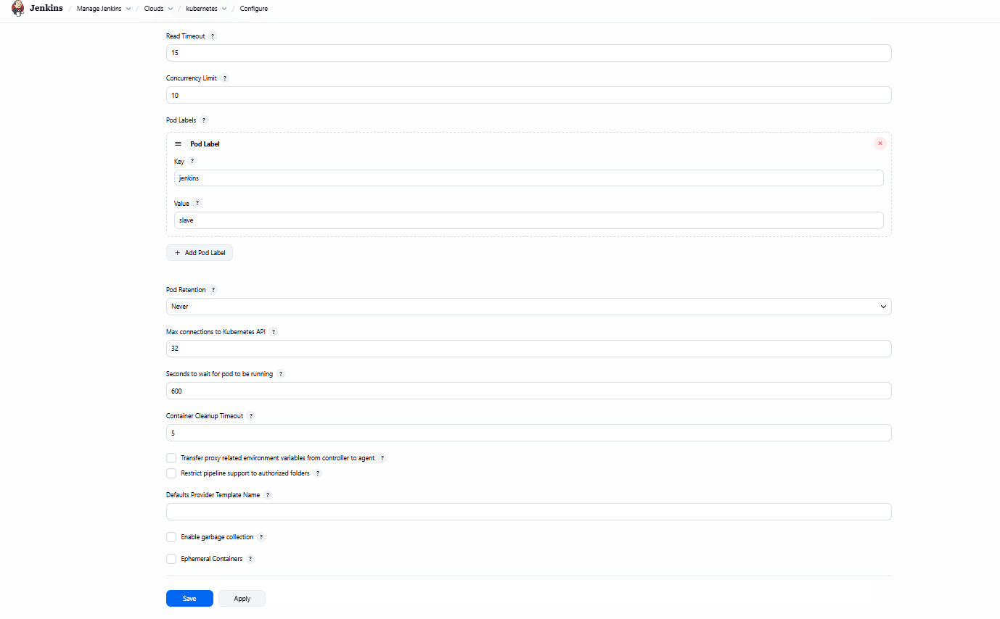 Jenkins / Manage Jenkins / Clouds / kubernetes / Configure
Read Timeout ?
15
Concurrency Limit ?
10
Pod Labels ?
Pod Label
Key ?
jenkins
Value ?
slave
+ Add Pod Label
Pod Retention ?
Never
Max connections to Kubernetes API ?
32
Seconds to wait for pod to be running ?
600
Container Cleanup Timeout ?
5
Transfer proxy related environment variables from controller to agent ?
Restrict pipeline support to authorized folders ?
Defaults Provider Template Name ?
Enable garbage collection ?
Ephemeral Containers ?
Save Apply